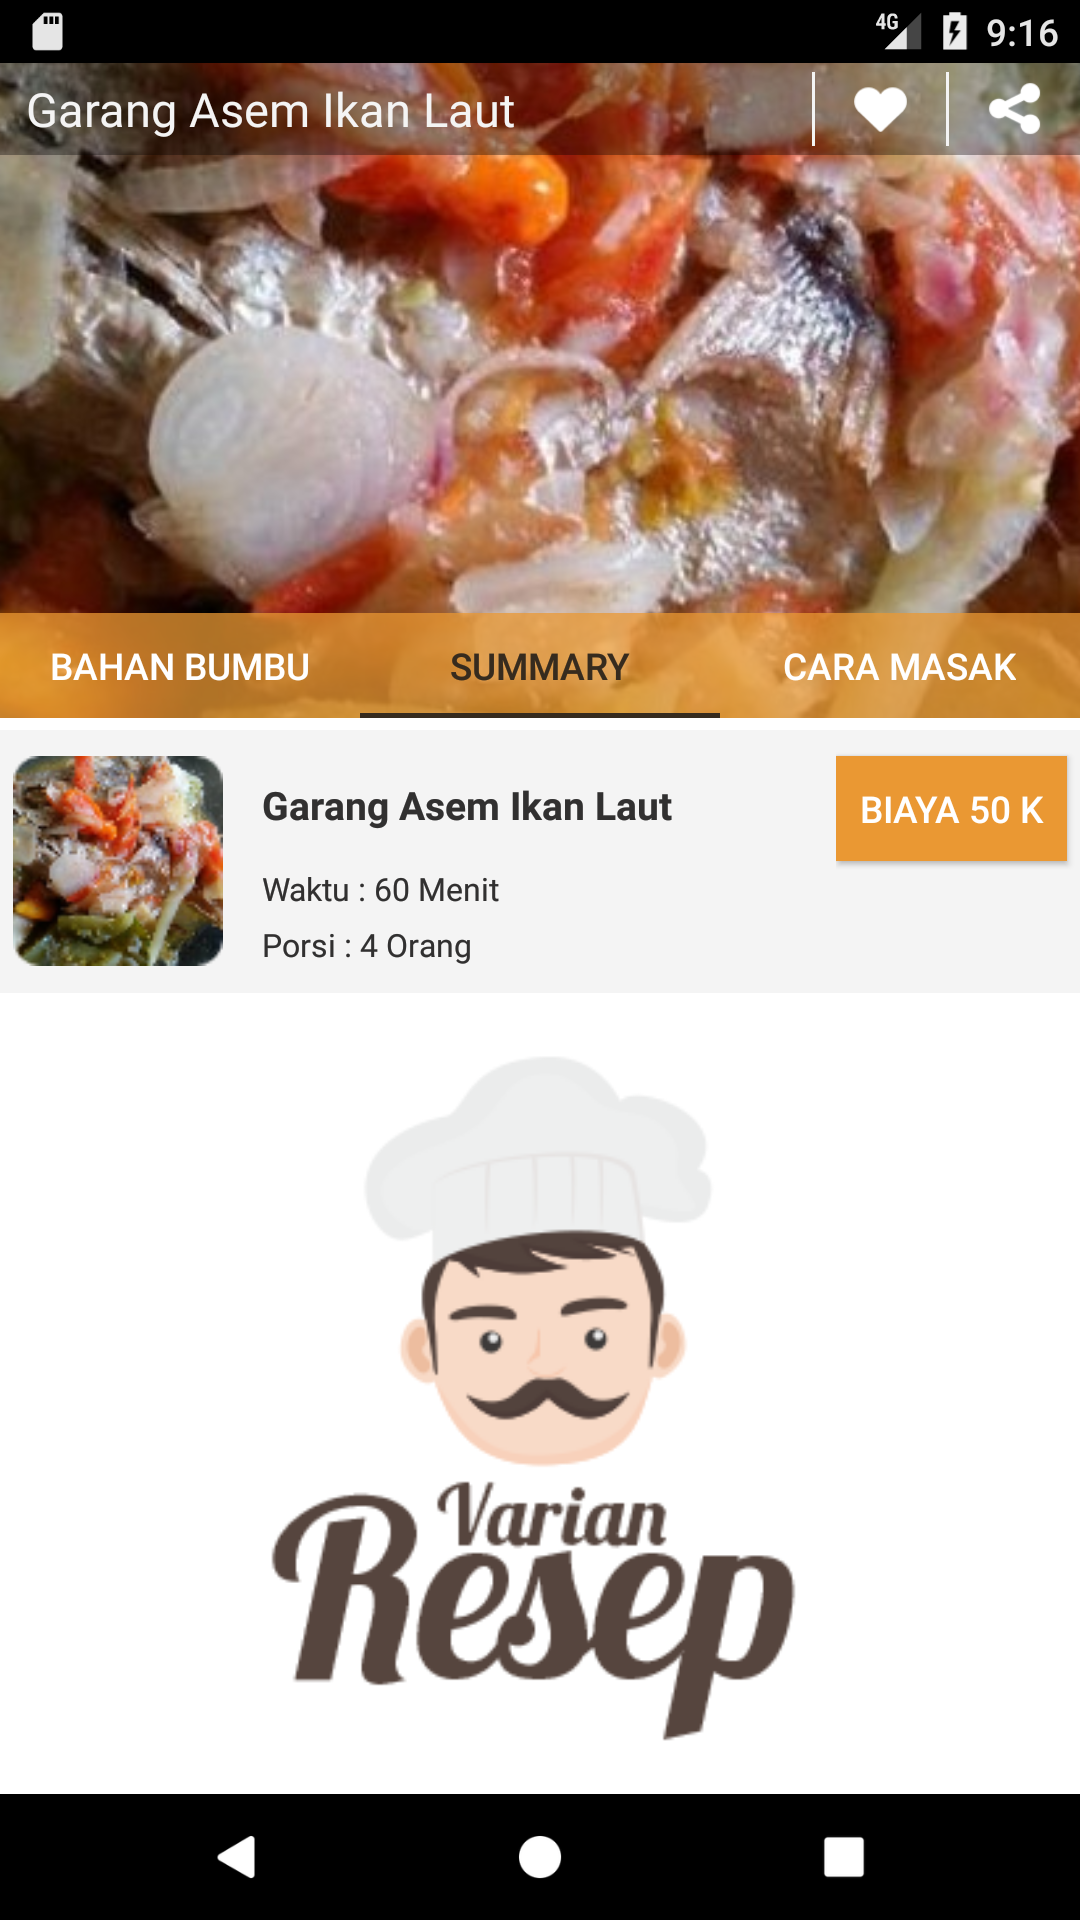 4G 9:16
Garang Asem Ikan Laut
BAHAN BUMBU SUMMARY CARA MASAK
Garang Asem Ikan Laut
BIAYA 50 K
Waktu : 60 Menit
Porsi : 4 Orang
Varian
Resep